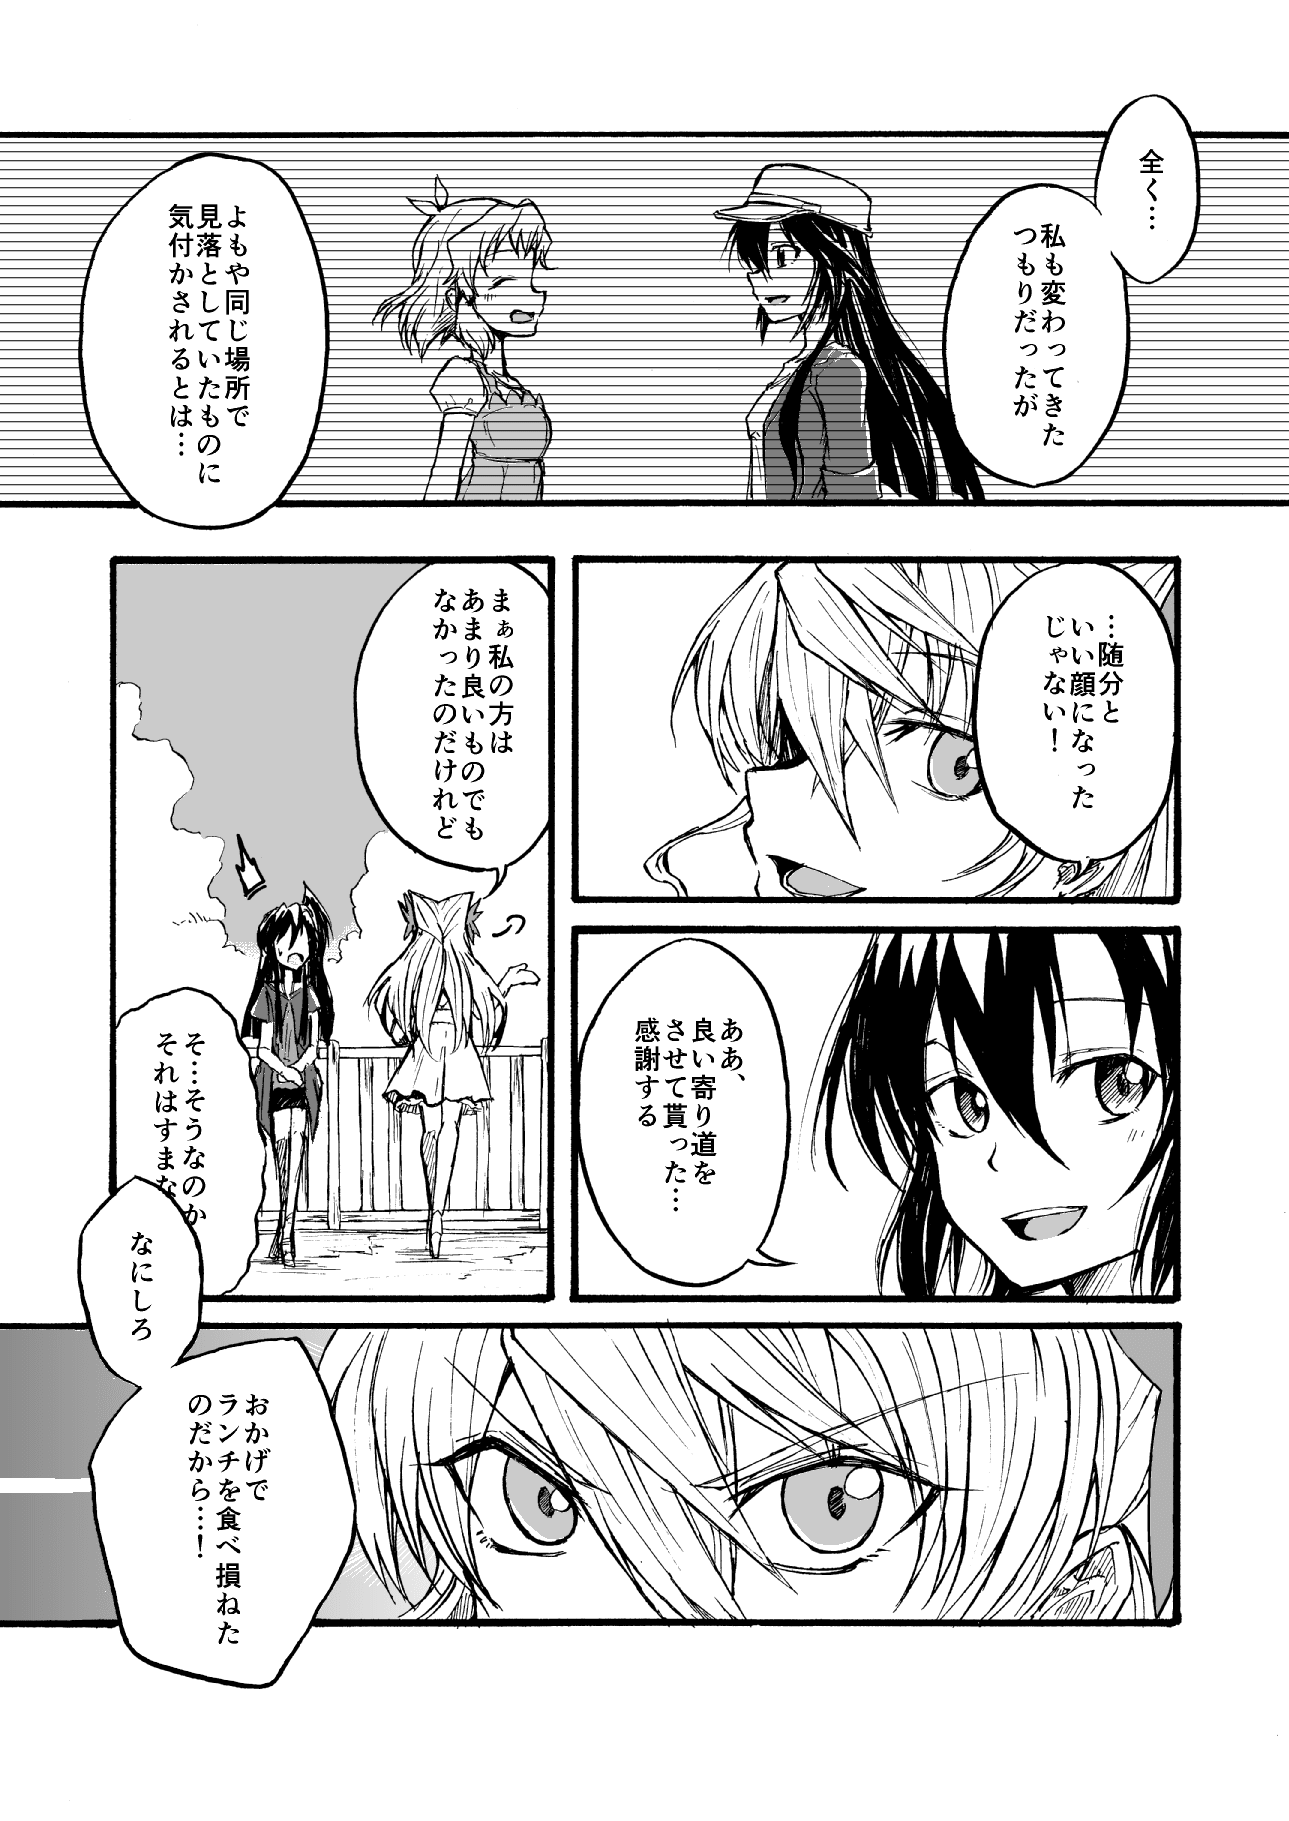 全く…
私も変わってきた
つもりだったが
よもや同じ場所で
見落としていたものに
気付かされるとは…
…随分と
いい顔になった
じゃない！
ああ、
良い寄り道を
させて貰った…
感謝する
まぁ私の方は
あまり良いものでも
なかったのだけれど
そ…そうなのか
それはすまな
なにしろ
おかげで
ランチを食べ損ねた
のだから…！